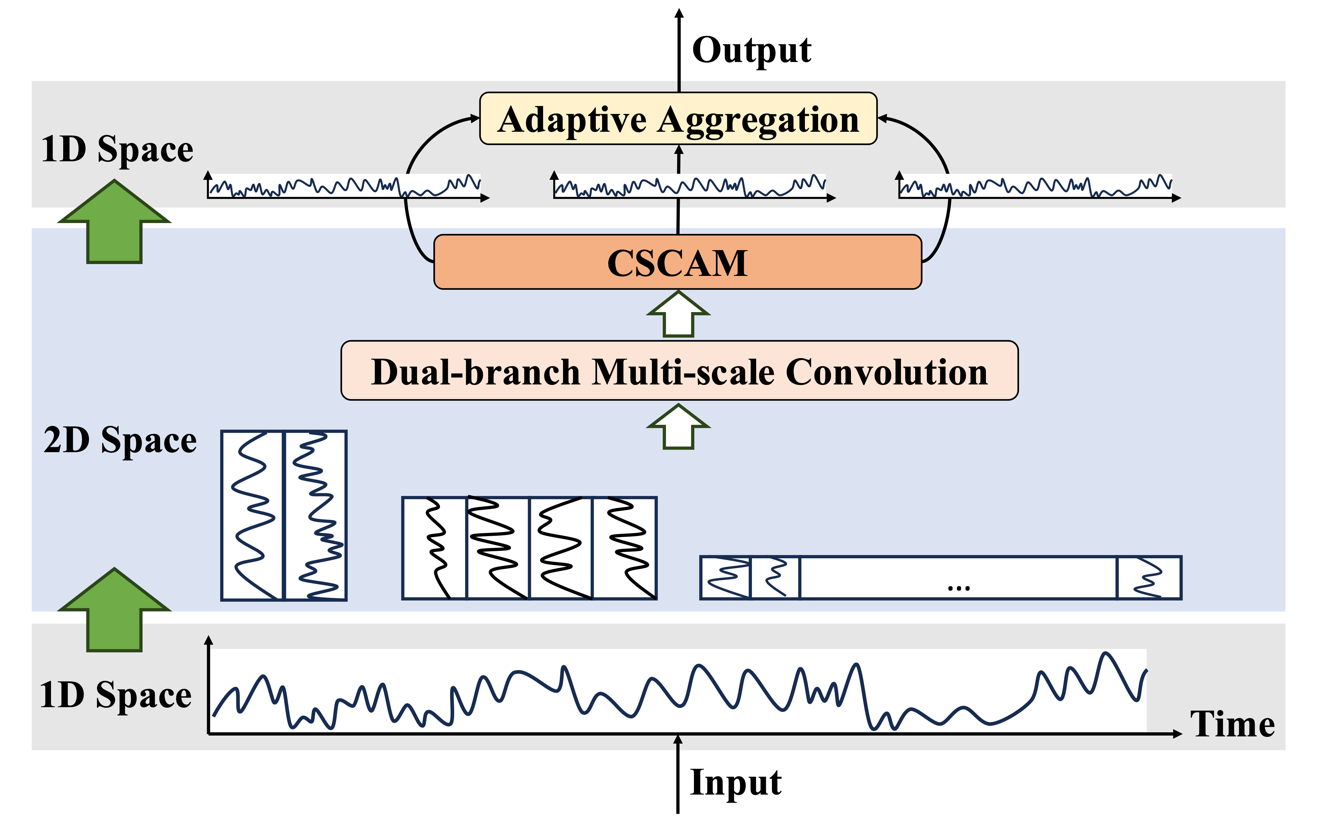 Output
Adaptive Aggregation
1D Space
CSCAM
Dual-branch Multi-scale Convolution
2D Space
...
1D Space
Time
Input